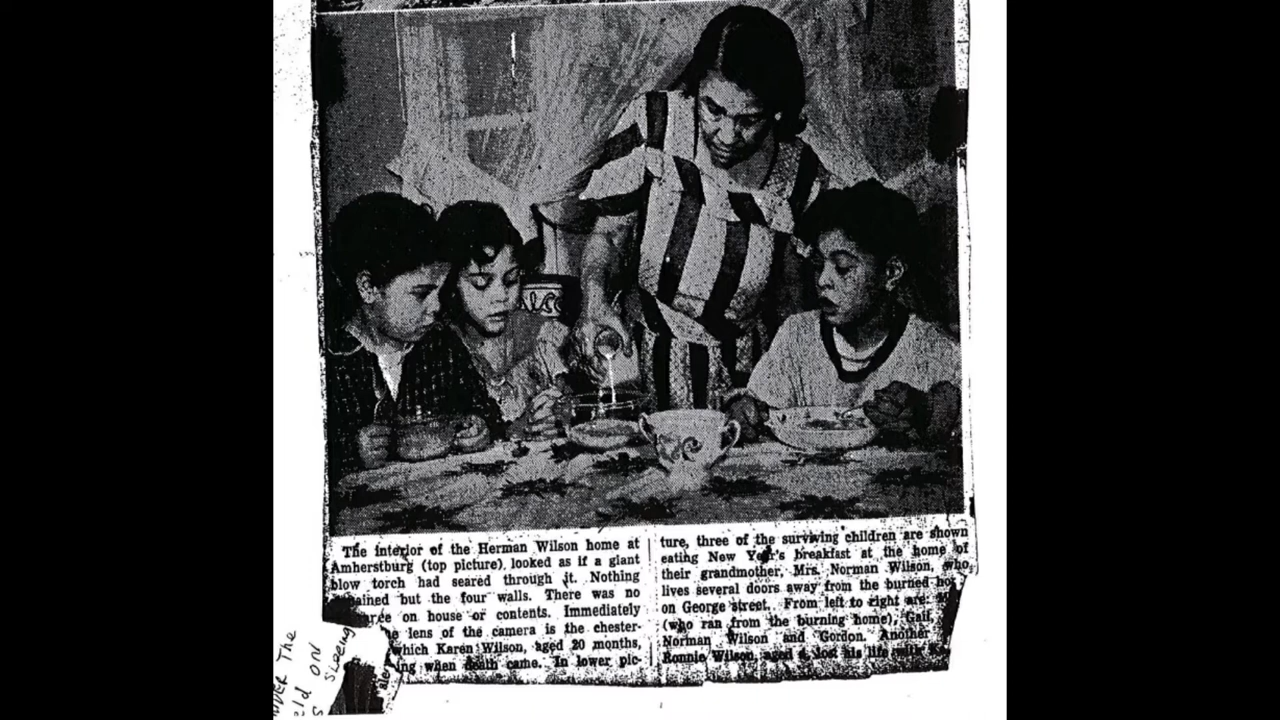 The interior of the Herman Wilson home at
Amherstburg (top picture) looked as if a giant
blow torch had seared through it. Nothing
but the four walls. There was no
on house or contents. Immediately
lens of the camera is the chester-
which Karen Wilson, aged 20 months,
when death came. In lower pic-
ture, three of the surviving children are shown
eating New Year's breakfast at the home of
their grandmother, Mrs. Norman Wilson, who
lives several doors away from the burned
on George street. From left to right are:
(who ran from the burning home), Gail,
Norman Wilson and Gordon. Another
Ronnie Wilson, aged 4, lost his life with
The
ON